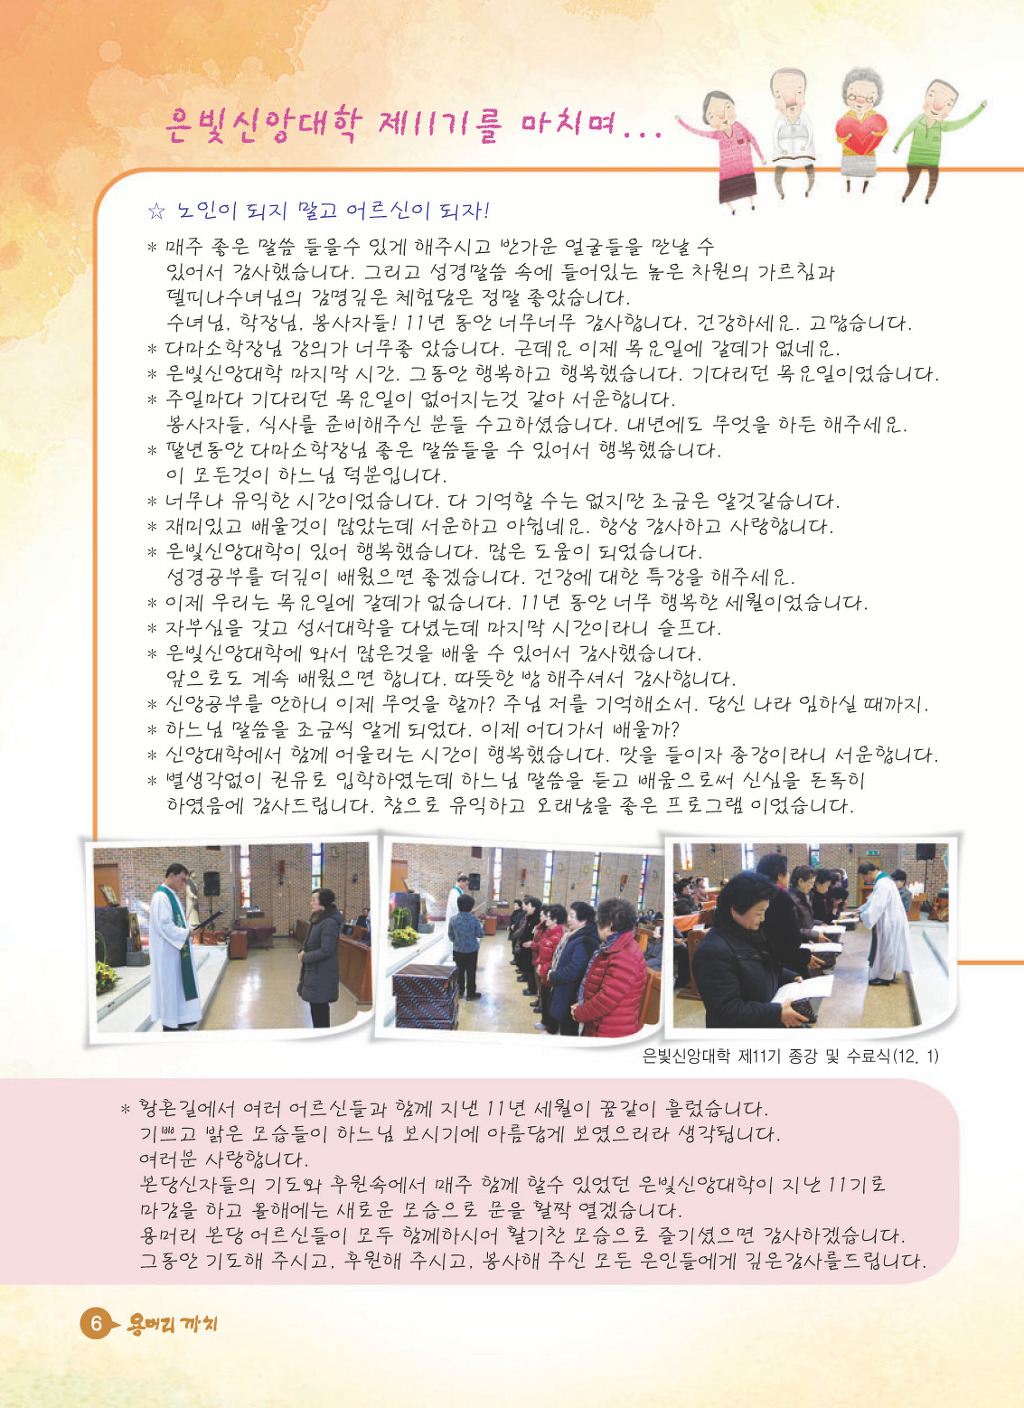 은빛신앙대학 제11기를 마치며...
☆ 노인이 되지 말고 어르신이 되자!
* 매주 좋은 말씀 들을수 있게 해주시고 반가운 얼굴들을 만날 수
있어서 감사했습니다. 그리고 성경말씀 속에 들어있는 높은 차원의 가르침과
델피나수녀님의 감명깊은 체험담은 정말 좋았습니다.
수녀님, 학장님, 봉사자들! 11년 동안 너무너무 감사합니다. 건강하세요. 고맙습니다.
* 다마소학장님 강의가 너무좋 았습니다. 근데요 이제 목요일에 갈데가 없네요.
* 은빛신앙대학 마지막 시간. 그동안 행복하고 행복했습니다. 기다리던 목요일이었습니다.
* 주일마다 기다리던 목요일이 없어지는것 같아 서운합니다.
봉사자들, 식사를 준비해주신 분들 수고하셨습니다. 내년에도 무엇을 하든 해주세요.
* 팔년동안 다마소학장님 좋은 말씀들을 수 있어서 행복했습니다.
이 모든것이 하느님 덕분입니다.
* 너무나 유익한 시간이었습니다. 다 기억할 수는 없지만 조금은 알것같습니다.
* 재미있고 배울것이 많았는데 서운하고 아쉽네요. 항상 감사하고 사랑합니다.
* 은빛신앙대학이 있어 행복했습니다. 많은 도움이 되었습니다.
성경공부를 더깊이 배웠으면 좋겠습니다. 건강에 대한 특강을 해주세요.
* 이제 우리는 목요일에 갈데가 없습니다. 11년 동안 너무 행복한 세월이었습니다.
* 자부심을 갖고 성서대학을 다녔는데 마지막 시간이라니 슬프다.
* 은빛신앙대학에 와서 많은것을 배울 수 있어서 감사했습니다.
앞으로도 계속 배웠으면 합니다. 따뜻한 밥 해주셔서 감사합니다.
* 신앙공부를 안하니 이제 무엇을 할까? 주님 저를 기억해소서. 당신 나라 임하실 때까지.
* 하느님 말씀을 조금씩 알게 되었다. 이제 어디가서 배울까?
* 신앙대학에서 함께 어울리는 시간이 행복했습니다. 맛을 들이자 종강이라니 서운합니다.
* 별생각없이 권유로 입학하였는데 하느님 말씀을 듣고 배움으로써 신심을 돈독히
하였음에 감사드립니다. 참으로 유익하고 오래남을 좋은 프로그램 이었습니다.
은빛신앙대학 제11기 종강 및 수료식(12. 1)
* 황혼길에서 여러 어르신들과 함께 지낸 11년 세월이 꿈같이 흘렀습니다.
기쁘고 밝은 모습들이 하느님 보시기에 아름답게 보였으리라 생각됩니다.
여러분 사랑합니다.
본당신자들의 기도와 후원속에서 매주 함께 할수 있었던 은빛신앙대학이 지난 11기로
마감을 하고 올해에는 새로운 모습으로 문을 활짝 열겠습니다.
용머리 본당 어르신들이 모두 함께하시어 활기찬 모습으로 즐기셨으면 감사하겠습니다.
그동안 기도해 주시고, 후원해 주시고, 봉사해 주신 모든 은인들에게 깊은감사를드립니다.
6 용머리 까치